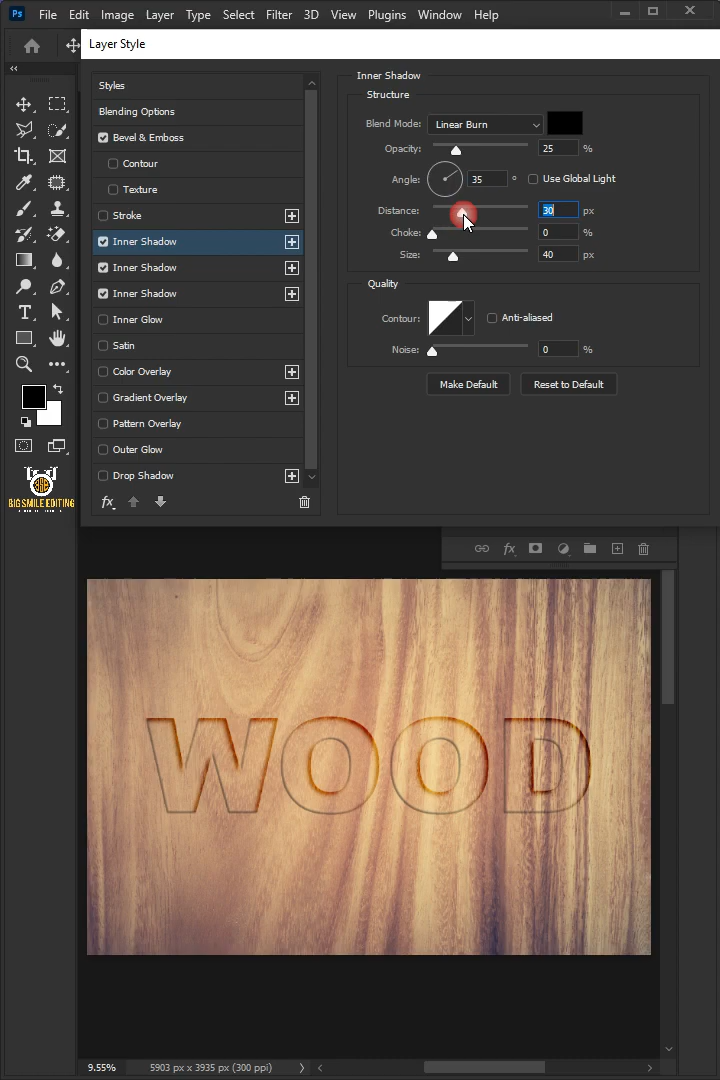 Ps File Edit Image Layer Type Select Filter 3D View Plugins Window Help
Layer Style
Styles
Blending Options
Bevel & Emboss
Contour
Texture
Stroke
Inner Shadow
Inner Shadow
Inner Shadow
Inner Glow
Satin
Color Overlay
Gradient Overlay
Pattern Overlay
Outer Glow
Drop Shadow
fx
Inner Shadow
Structure
Blend Mode: Linear Burn
Opacity: 25 %
Angle: 35 ° Use Global Light
Distance: 30 px
Choke: 0 %
Size: 40 px
Quality
Contour: Anti-aliased
Noise: 0 %
Make Default Reset to Default
BIG SMILE EDITING
fx
WOOD
9.55% 5903 px x 3935 px (300 ppi)